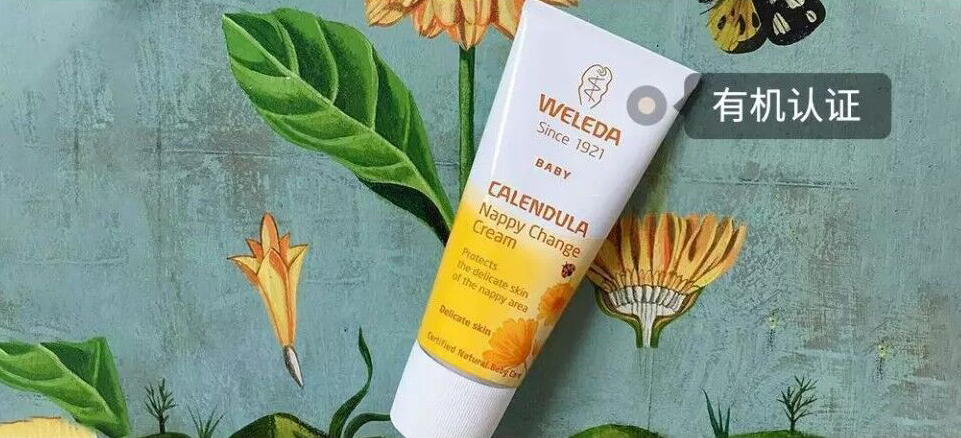 WELEDA
Since 1921
有机认证
BABY
CALENDULA
Nappy Change
Cream
Protects
the delicate skin
of the nappy area
Delicate skin
Certified Natural Baby Care